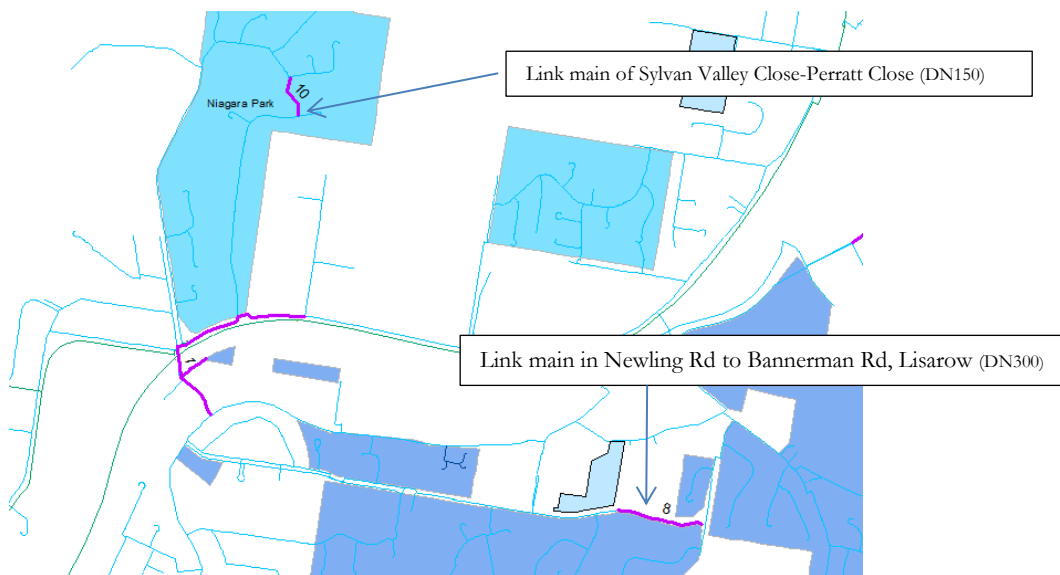 Link main of Sylvan Valley Close-Perratt Close (DN150)
10
Niagara Park
1
Link main in Newling Rd to Bannerman Rd, Lisarow (DN300)
8